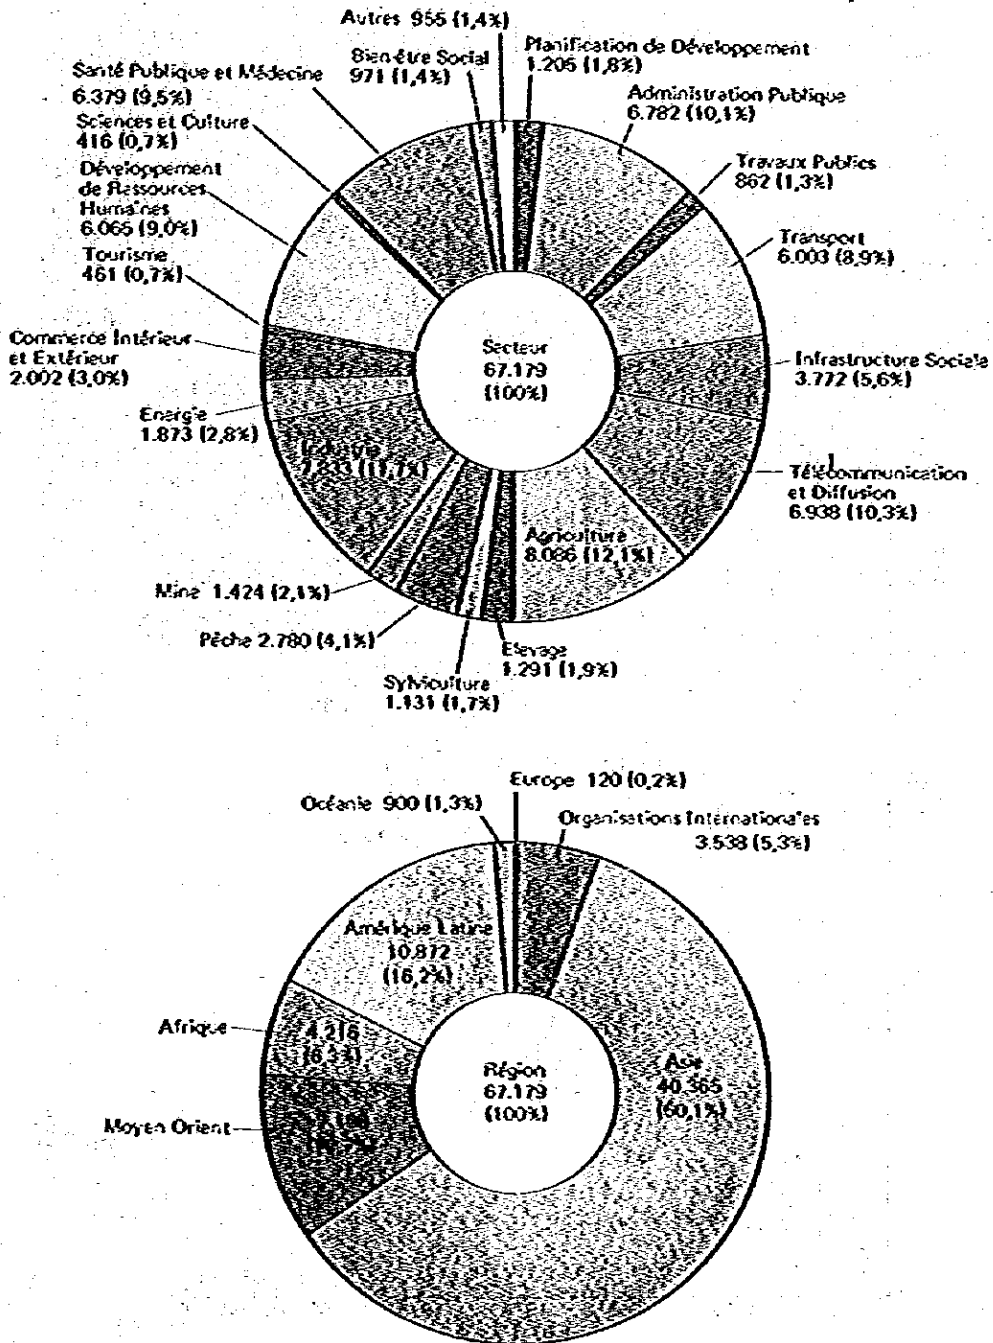 Autres 955 (1,4%)
Bien-être Social
971 (1,4%)
Planification de Développement
1.205 (1,8%)
Santé Publique et Médecine
6.379 (9,5%)
Administration Publique
6.782 (10,1%)
Sciences et Culture
416 (0,7%)
Travaux Publics
862 (1,3%)
Développement
de Ressources
Humaines
6.065 (9,0%)
Transport
6.003 (8,9%)
Tourisme
461 (0,7%)
Commerce Intérieur
et Extérieur
2.002 (3,0%)
Secteur
67.179
(100%)
Infrastructure Sociale
3.772 (5,6%)
Energie
1.873 (2,8%)
Industrie
(11,7%)
Télécommunication
et Diffusion
6.938 (10,3%)
Agriculture
8.086 (12,1%)
Mine 1.424 (2,1%)
Pêche 2.780 (4,1%)
Elevage
1.291 (1,9%)
Sylviculture
1.131 (1,7%)
Europe 120 (0,2%)
Océanie 900 (1,3%)
Organisations Internationales
3.538 (5,3%)
Amérique Latine
10.872
(16,2%)
Afrique
(6,3%)
Région
67.179
(100%)
Asie
40.365
(60,1%)
Moyen Orient